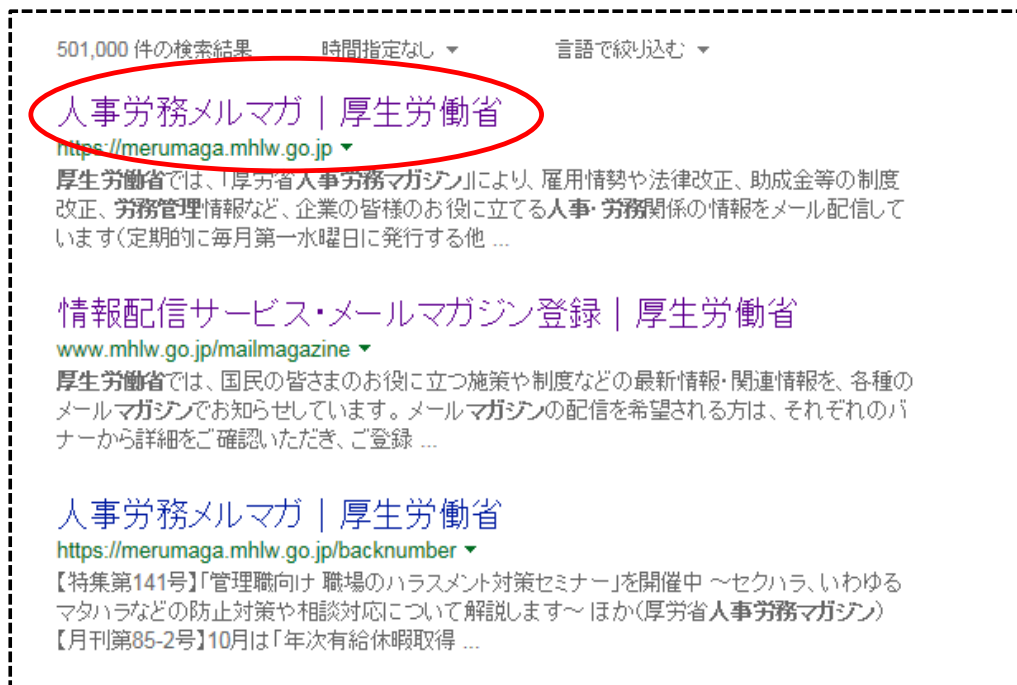 501,000 件の検索結果 時間指定なし ▼ 言語で絞り込む ▼
人事労務メルマガ | 厚生労働省
https://merumaga.mhlw.go.jp ▼
厚生労働省では、「厚労省人事労務マガジン」により、雇用情勢や法律改正、助成金等の制度
改正、労務管理情報など、企業の皆様のお役に立てる人事・労務関係の情報をメール配信して
います(定期的に毎月第一水曜日に発行する他 ...
情報配信サービス・メールマガジン登録 | 厚生労働省
www.mhlw.go.jp/mailmagazine ▼
厚生労働省では、国民の皆さまのお役に立つ施策や制度などの最新情報・関連情報を、各種の
メールマガジンでお知らせしています。メールマガジンの配信を希望される方は、それぞれのバ
ナーから詳細をご確認いただき、ご登録 ...
人事労務メルマガ | 厚生労働省
https://merumaga.mhlw.go.jp/backnumber ▼
【特集第141号】「管理職向け 職場のハラスメント対策セミナー」を開催中 ～セクハラ、いわゆる
マタハラなどの防止対策や相談対応について解説します～ ほか(厚労省人事労務マガジン)
【月刊第85-2号】10月は「年次有給休暇取得 ...